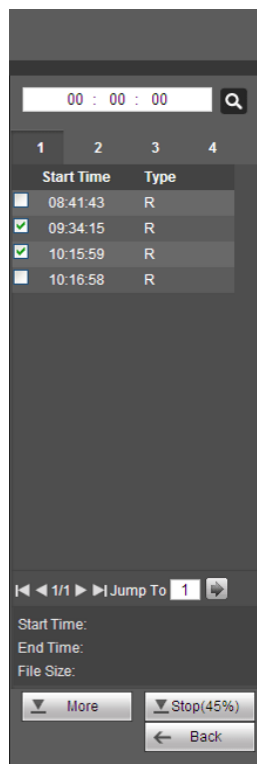 00 : 00 : 00
1 2 3 4
Start Time Type
08:41:43 R
09:34:15 R
10:15:59 R
10:16:58 R
1/1 Jump To 1
Start Time:
End Time:
File Size:
More Stop(45%)
Back